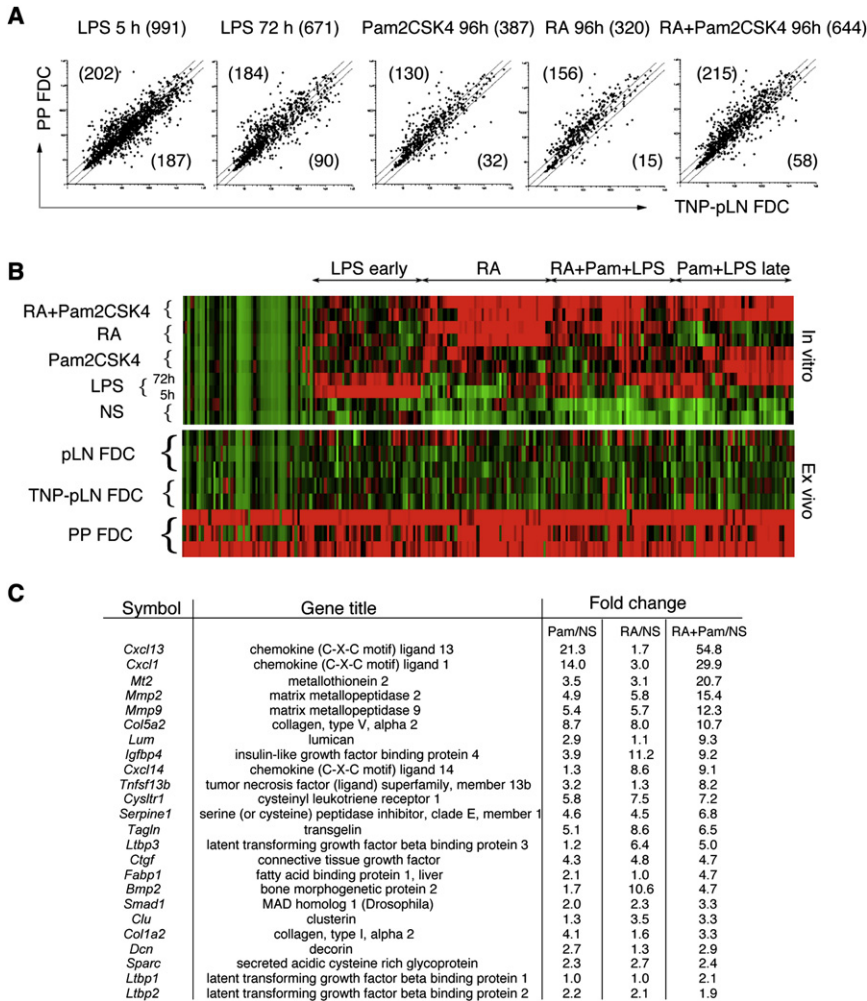 A
LPS 5 h (991) LPS 72 h (671) Pam2CSK4 96h (387) RA 96h (320) RA+Pam2CSK4 96h (644)
PP FDC
(202) (184) (130) (156) (215)
(187) (90) (32) (15) (58)
TNP-pLN FDC
B
LPS early RA RA+Pam+LPS Pam+LPS late
RA+Pam2CSK4 {
RA {
Pam2CSK4 {
LPS { 72h
5h
NS {
In vitro
pLN FDC {
TNP-pLN FDC {
PP FDC {
Ex vivo
C
Symbol Gene title Fold change
Pam/NS RA/NS RA+Pam/NS
Cxcl13 chemokine (C-X-C motif) ligand 13 21.3 1.7 54.8
Cxcl1 chemokine (C-X-C motif) ligand 1 14.0 3.0 29.9
Mt2 metallothionein 2 3.5 3.1 20.7
Mmp2 matrix metallopeptidase 2 4.9 5.8 15.4
Mmp9 matrix metallopeptidase 9 5.4 5.7 12.3
Col5a2 collagen, type V, alpha 2 8.7 8.0 10.7
Lum lumican 2.9 1.1 9.3
Igfbp4 insulin-like growth factor binding protein 4 3.9 11.2 9.2
Cxcl14 chemokine (C-X-C motif) ligand 14 1.3 8.6 9.1
Tnfsf13b tumor necrosis factor (ligand) superfamily, member 13b 3.2 1.3 8.2
Cysltr1 cysteinyl leukotriene receptor 1 5.8 7.5 7.2
Serpine1 serine (or cysteine) peptidase inhibitor, clade E, member 1 4.6 4.5 6.8
Tagln transgelin 5.1 8.6 6.5
Ltbp3 latent transforming growth factor beta binding protein 3 1.2 6.4 5.0
Ctgf connective tissue growth factor 4.3 4.8 4.7
Fabp1 fatty acid binding protein 1, liver 2.1 1.0 4.7
Bmp2 bone morphogenetic protein 2 1.7 10.6 4.7
Smad1 MAD homolog 1 (Drosophila) 2.0 2.3 3.3
Clu clusterin 1.3 3.5 3.3
Col1a2 collagen, type I, alpha 2 4.1 1.6 3.3
Dcn decorin 2.7 1.3 2.9
Sparc secreted acidic cysteine rich glycoprotein 2.3 2.7 2.4
Ltbp1 latent transforming growth factor beta binding protein 1 1.0 1.0 2.1
Ltbp2 latent transforming growth factor beta binding protein 2 2.2 2.1 1.9